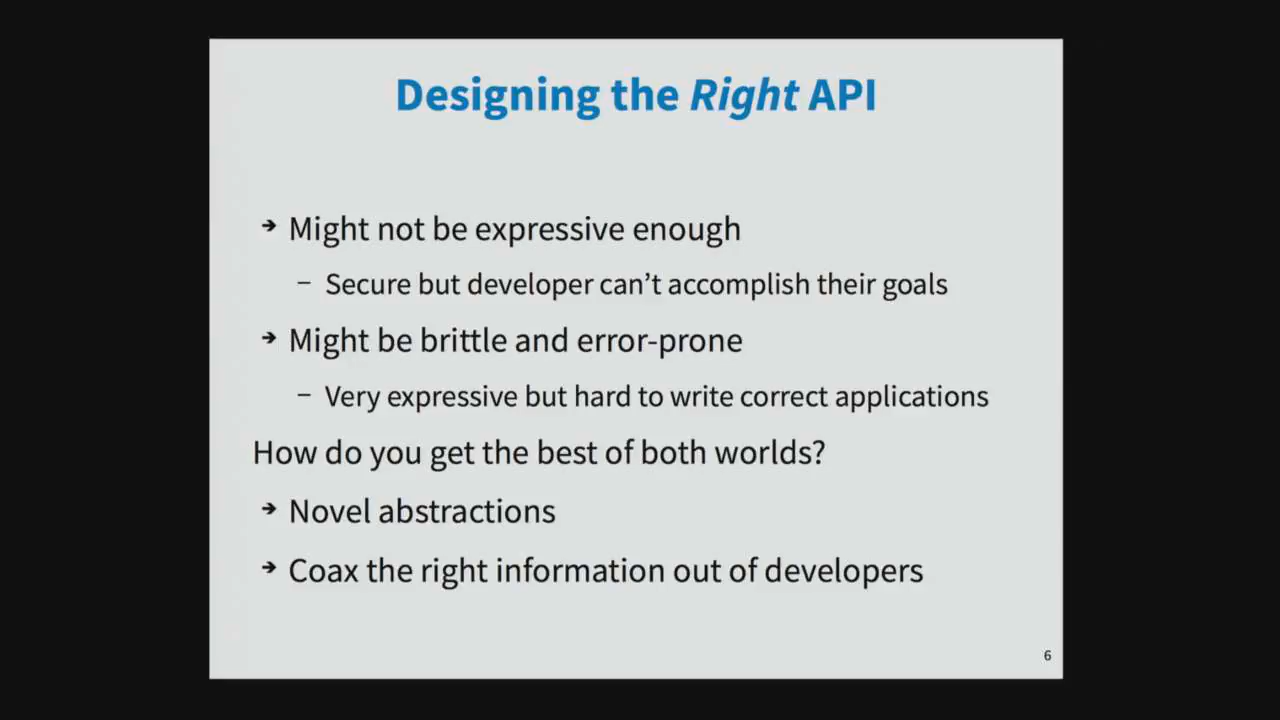 Designing the Right API
➔ Might not be expressive enough
– Secure but developer can’t accomplish their goals
➔ Might be brittle and error-prone
– Very expressive but hard to write correct applications
How do you get the best of both worlds?
➔ Novel abstractions
➔ Coax the right information out of developers
6